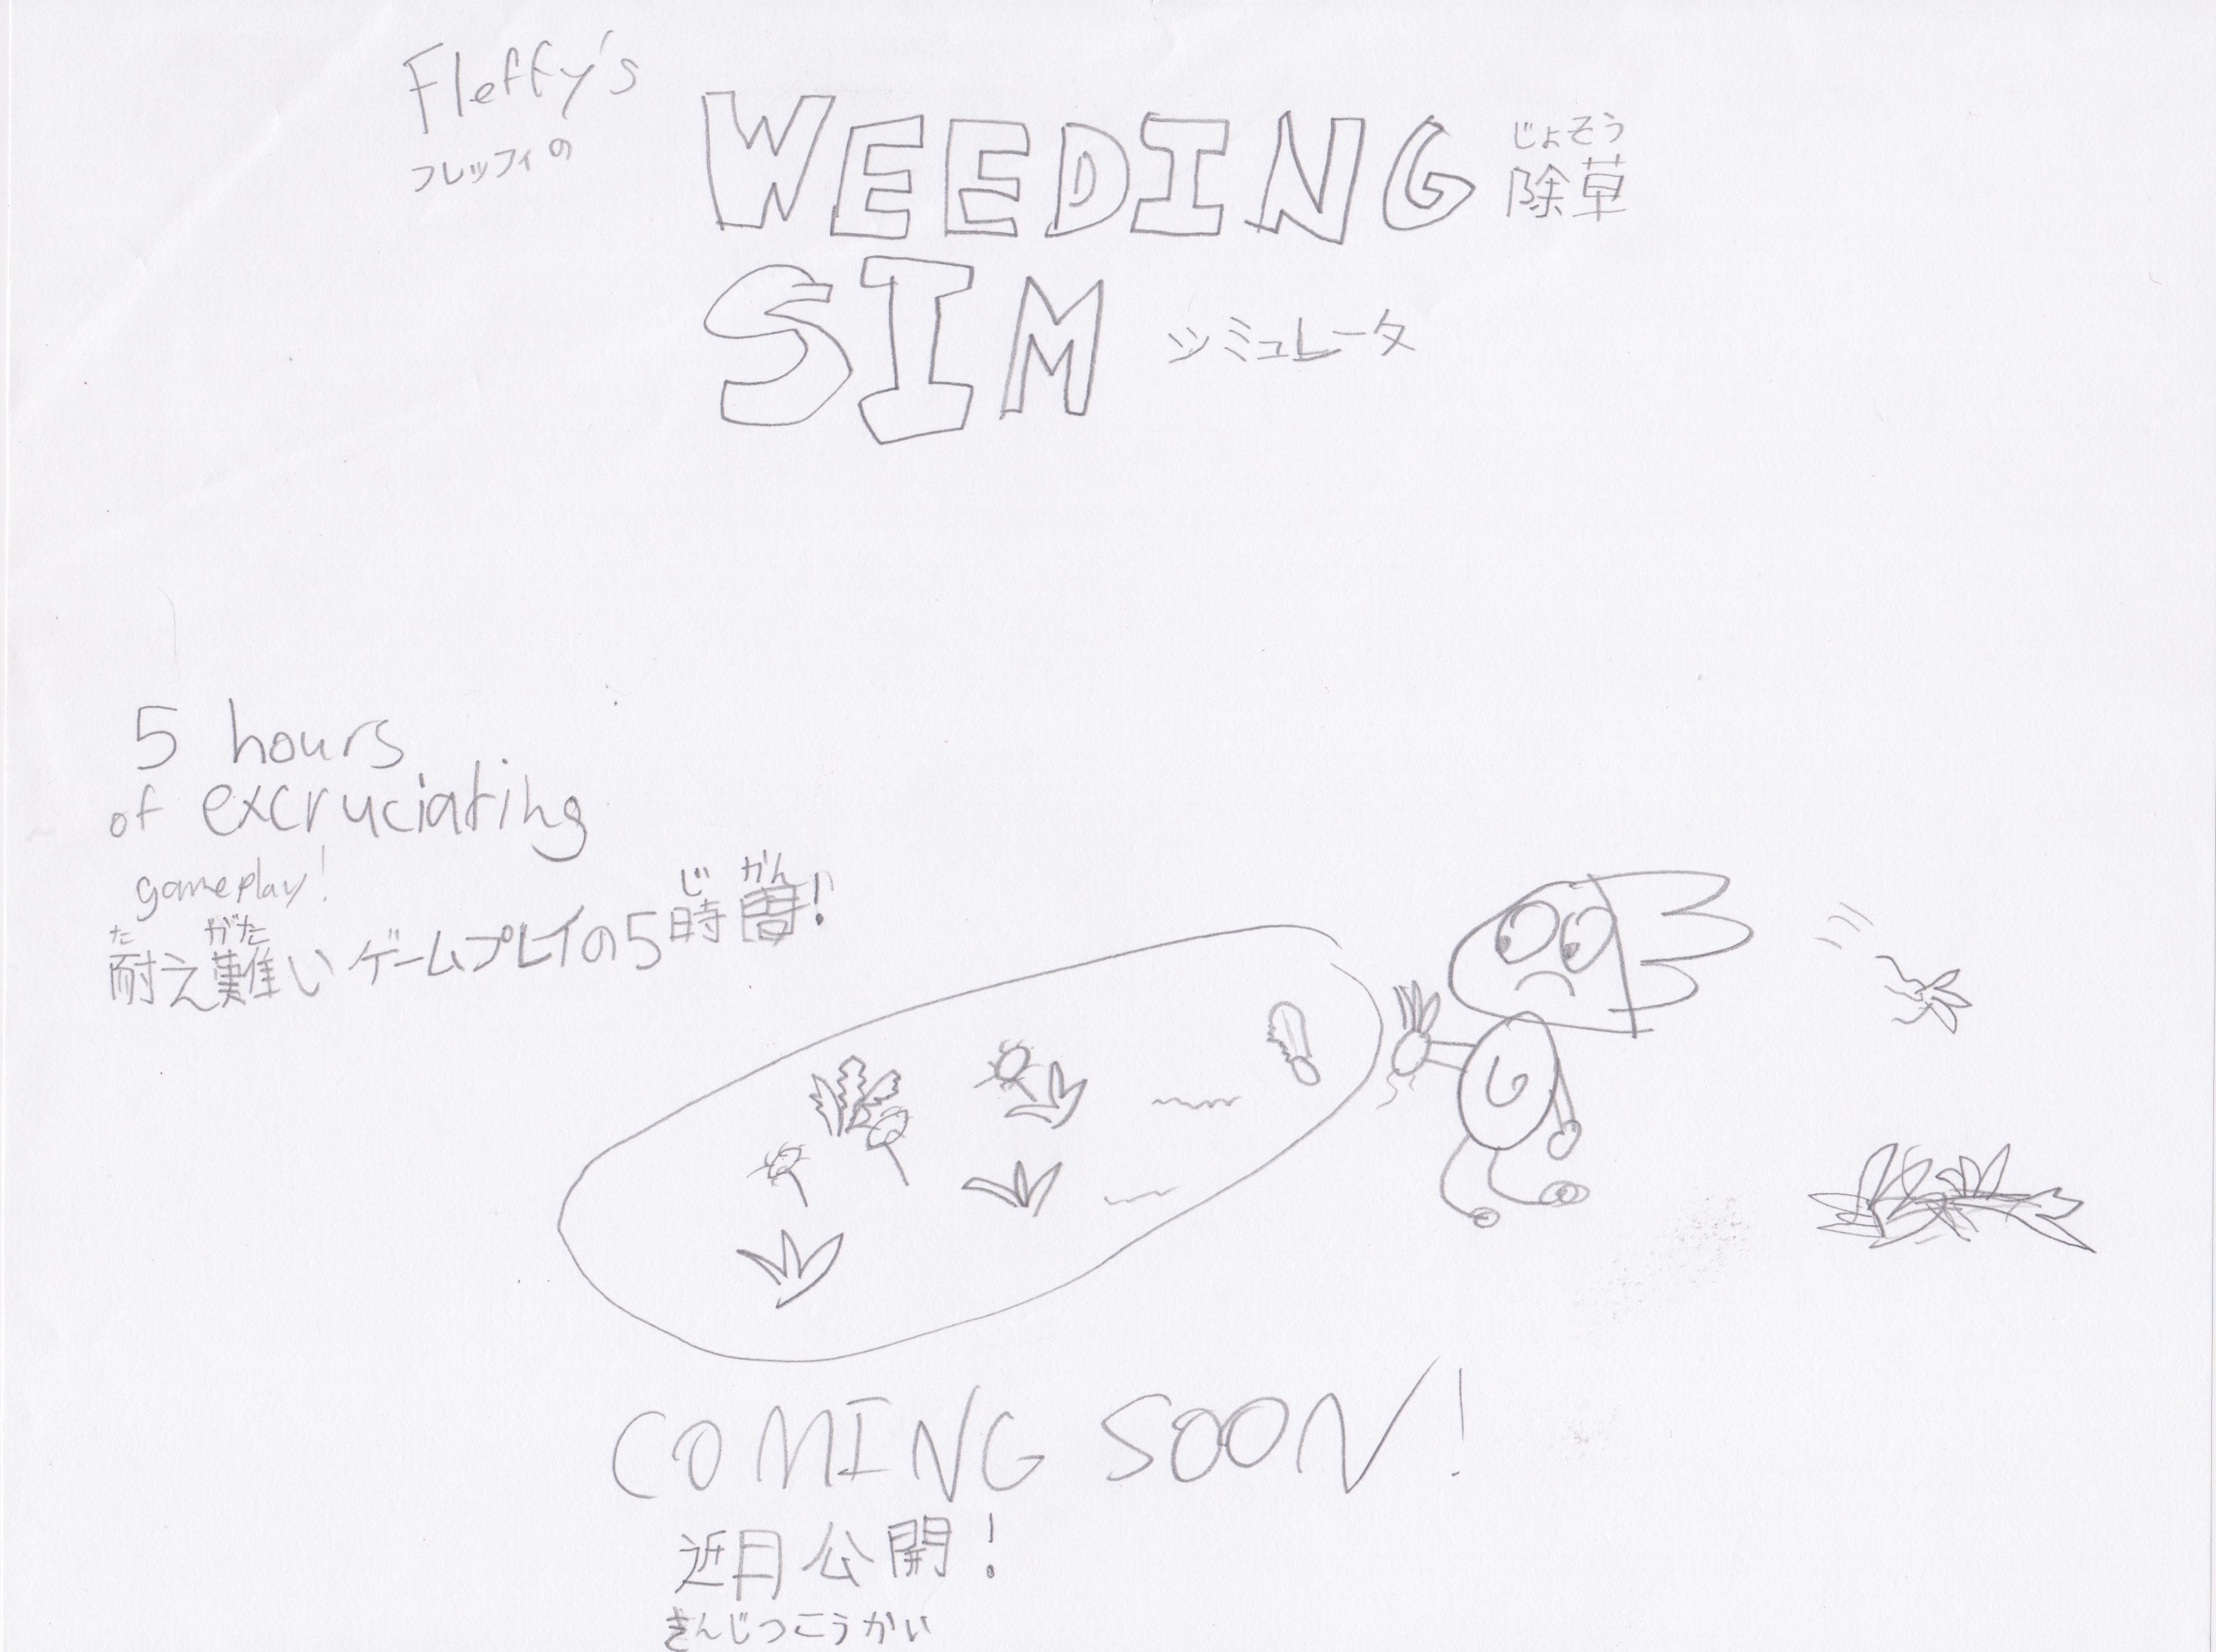 Fleffy's
フレッフィの
WEEDING
じょそう
除草
SIM
シミュレータ
5 hours
of excruciating
gameplay!
た がた じ かん
耐え難いゲームプレイの5時間!
COMING SOON!
近日公開!
きんじつこうかい